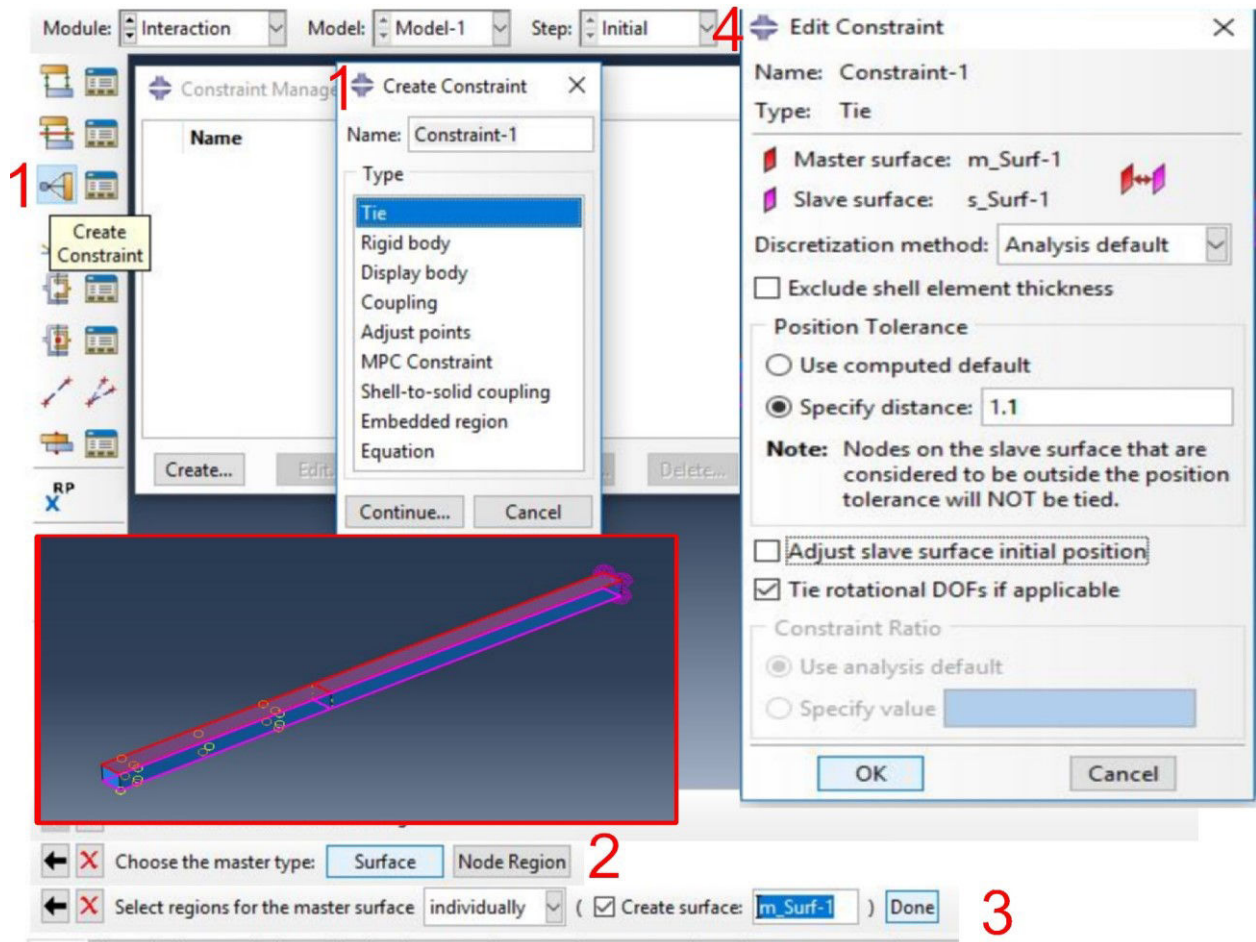 Module: Interaction Model: Model-1 Step: Initial
1
1
Create Constraint
Constraint Manage
Name
Create...
Edit.
Delete...
RP
X
Create Constraint
Name: Constraint-1
Type
Tie
Rigid body
Display body
Coupling
Adjust points
MPC Constraint
Shell-to-solid coupling
Embedded region
Equation
Continue... Cancel
4
Edit Constraint
Name: Constraint-1
Type: Tie
Master surface: m_Surf-1
Slave surface: s_Surf-1
Discretization method: Analysis default
Exclude shell element thickness
Position Tolerance
Use computed default
Specify distance: 1.1
Note: Nodes on the slave surface that are
considered to be outside the position
tolerance will NOT be tied.
Adjust slave surface initial position
Tie rotational DOFs if applicable
Constraint Ratio
Use analysis default
Specify value
OK Cancel
Choose the master type: Surface Node Region 2
Select regions for the master surface individually ( Create surface: m_Surf-1 ) Done 3